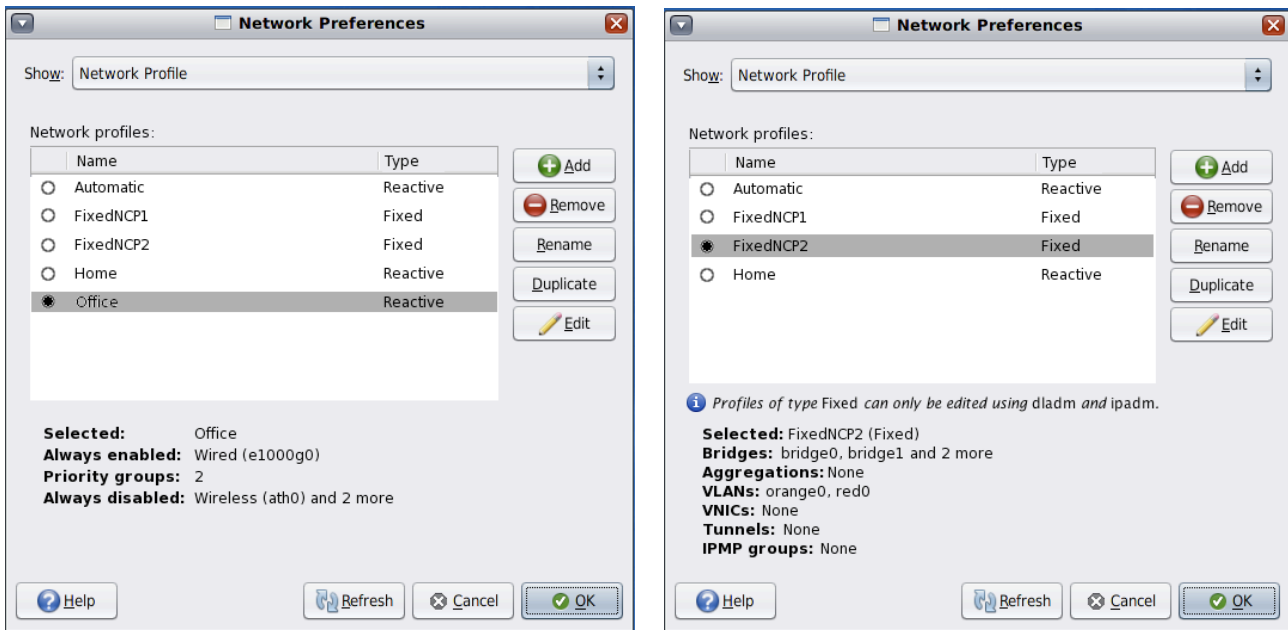 Network Preferences
Show: Network Profile
Network profiles:
Name Type
Automatic Reactive
FixedNCP1 Fixed
FixedNCP2 Fixed
Home Reactive
Office Reactive
Add
Remove
Rename
Duplicate
Edit
Selected: Office
Always enabled: Wired (e1000g0)
Priority groups: 2
Always disabled: Wireless (ath0) and 2 more
Help Refresh Cancel OK
Network Preferences
Show: Network Profile
Network profiles:
Name Type
Automatic Reactive
FixedNCP1 Fixed
FixedNCP2 Fixed
Home Reactive
Add
Remove
Rename
Duplicate
Edit
Profiles of type Fixed can only be edited using dladm and ipadm.
Selected: FixedNCP2 (Fixed)
Bridges: bridge0, bridge1 and 2 more
Aggregations: None
VLANs: orange0, red0
VNICs: None
Tunnels: None
IPMP groups: None
Help Refresh Cancel OK